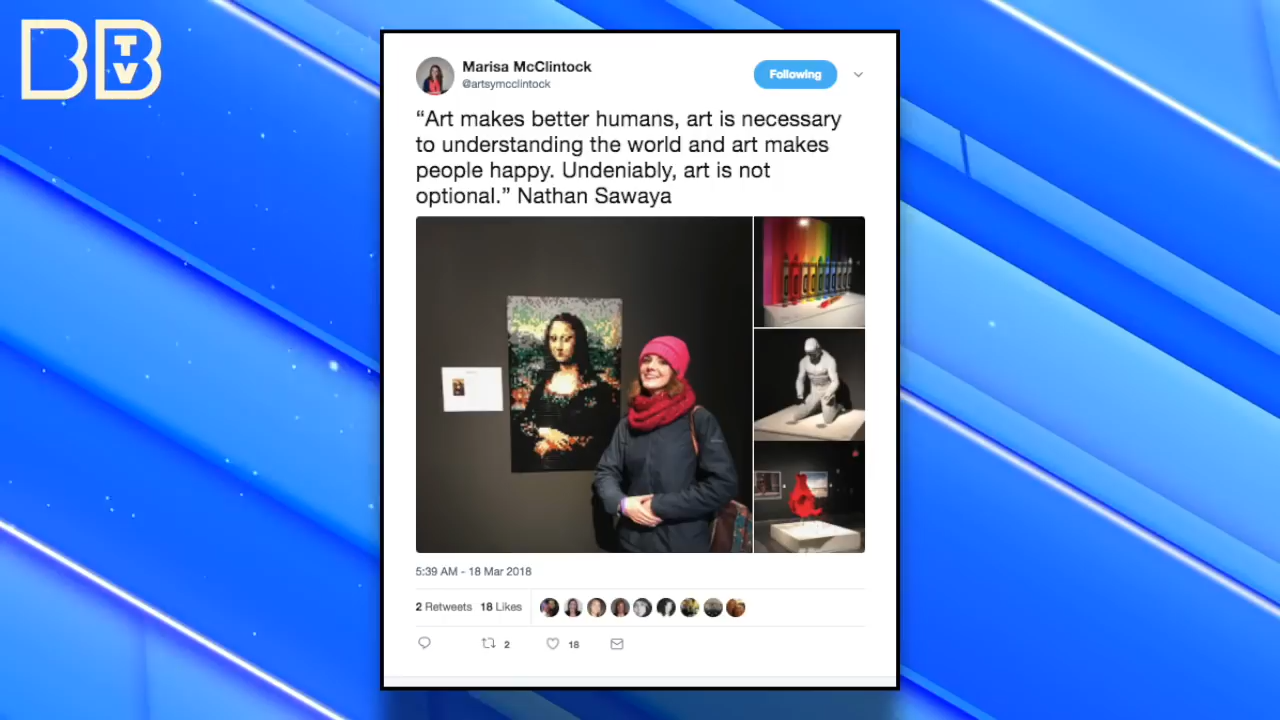 BB
TV
Marisa McClintock
@artsymcclintock
Following
“Art makes better humans, art is necessary
to understanding the world and art makes
people happy. Undeniably, art is not
optional.” Nathan Sawaya
5:39 AM - 18 Mar 2018
2 Retweets 18 Likes
2 18